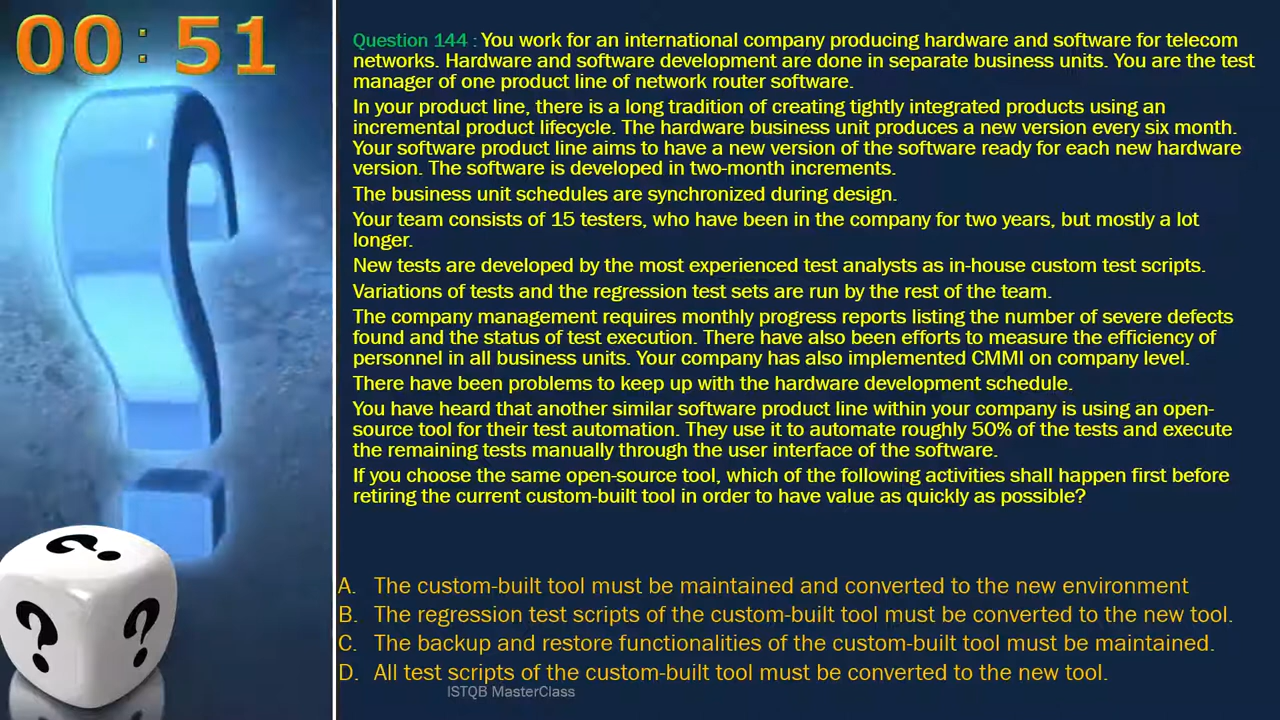 00:51
Question 144 : You work for an international company producing hardware and software for telecom
networks. Hardware and software development are done in separate business units. You are the test
manager of one product line of network router software.
In your product line, there is a long tradition of creating tightly integrated products using an
incremental product lifecycle. The hardware business unit produces a new version every six month.
Your software product line aims to have a new version of the software ready for each new hardware
version. The software is developed in two-month increments.
The business unit schedules are synchronized during design.
Your team consists of 15 testers, who have been in the company for two years, but mostly a lot
longer.
New tests are developed by the most experienced test analysts as in-house custom test scripts.
Variations of tests and the regression test sets are run by the rest of the team.
The company management requires monthly progress reports listing the number of severe defects
found and the status of test execution. There have also been efforts to measure the efficiency of
personnel in all business units. Your company has also implemented CMMI on company level.
There have been problems to keep up with the hardware development schedule.
You have heard that another similar software product line within your company is using an open-
source tool for their test automation. They use it to automate roughly 50% of the tests and execute
the remaining tests manually through the user interface of the software.
If you choose the same open-source tool, which of the following activities shall happen first before
retiring the current custom-built tool in order to have value as quickly as possible?
A. The custom-built tool must be maintained and converted to the new environment
B. The regression test scripts of the custom-built tool must be converted to the new tool.
C. The backup and restore functionalities of the custom-built tool must be maintained.
D. All test scripts of the custom-built tool must be converted to the new tool.
ISTQB MasterClass
? ? ?